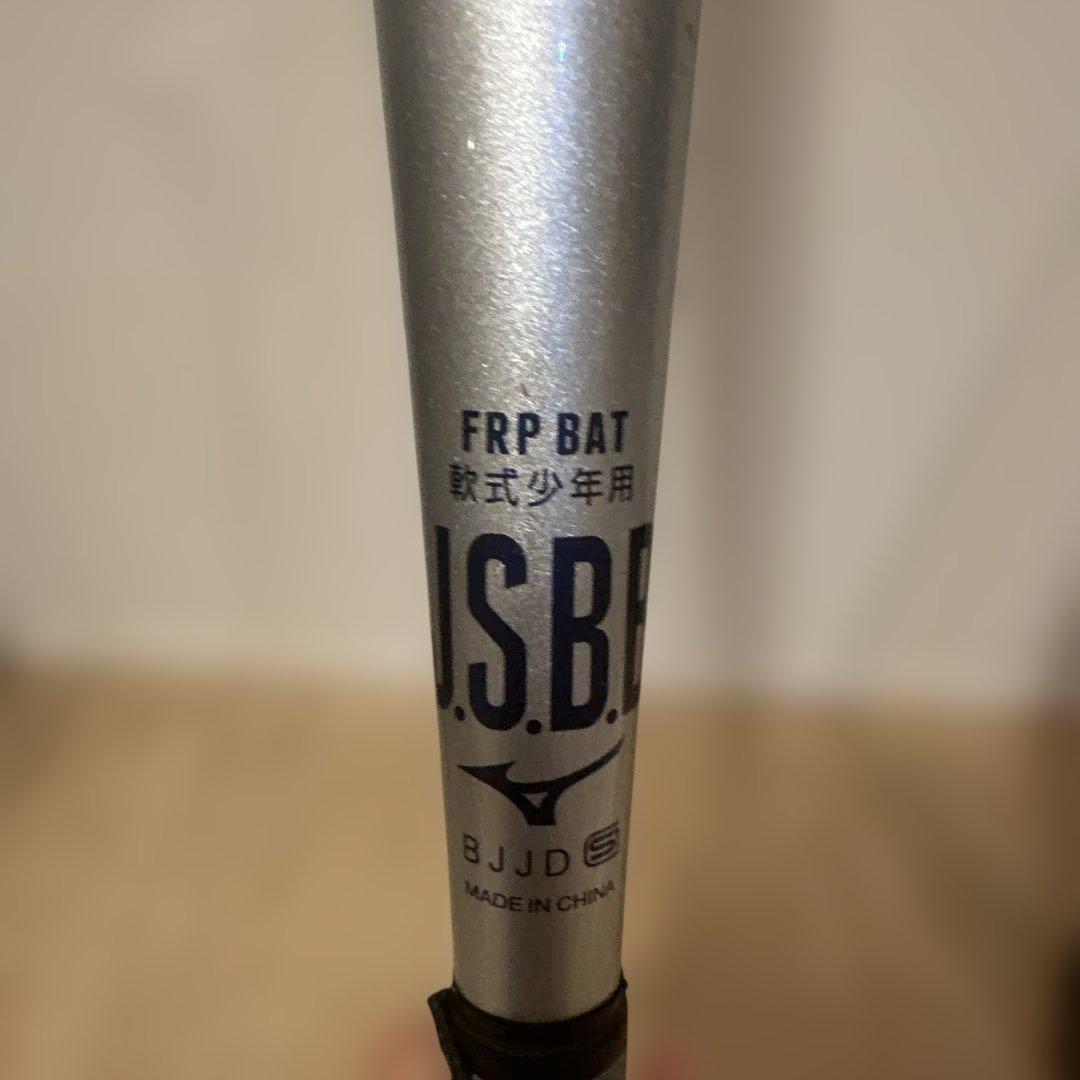 FRP BAT
軟式少年用
J.S.B.B
BJJD S
MADE IN CHINA